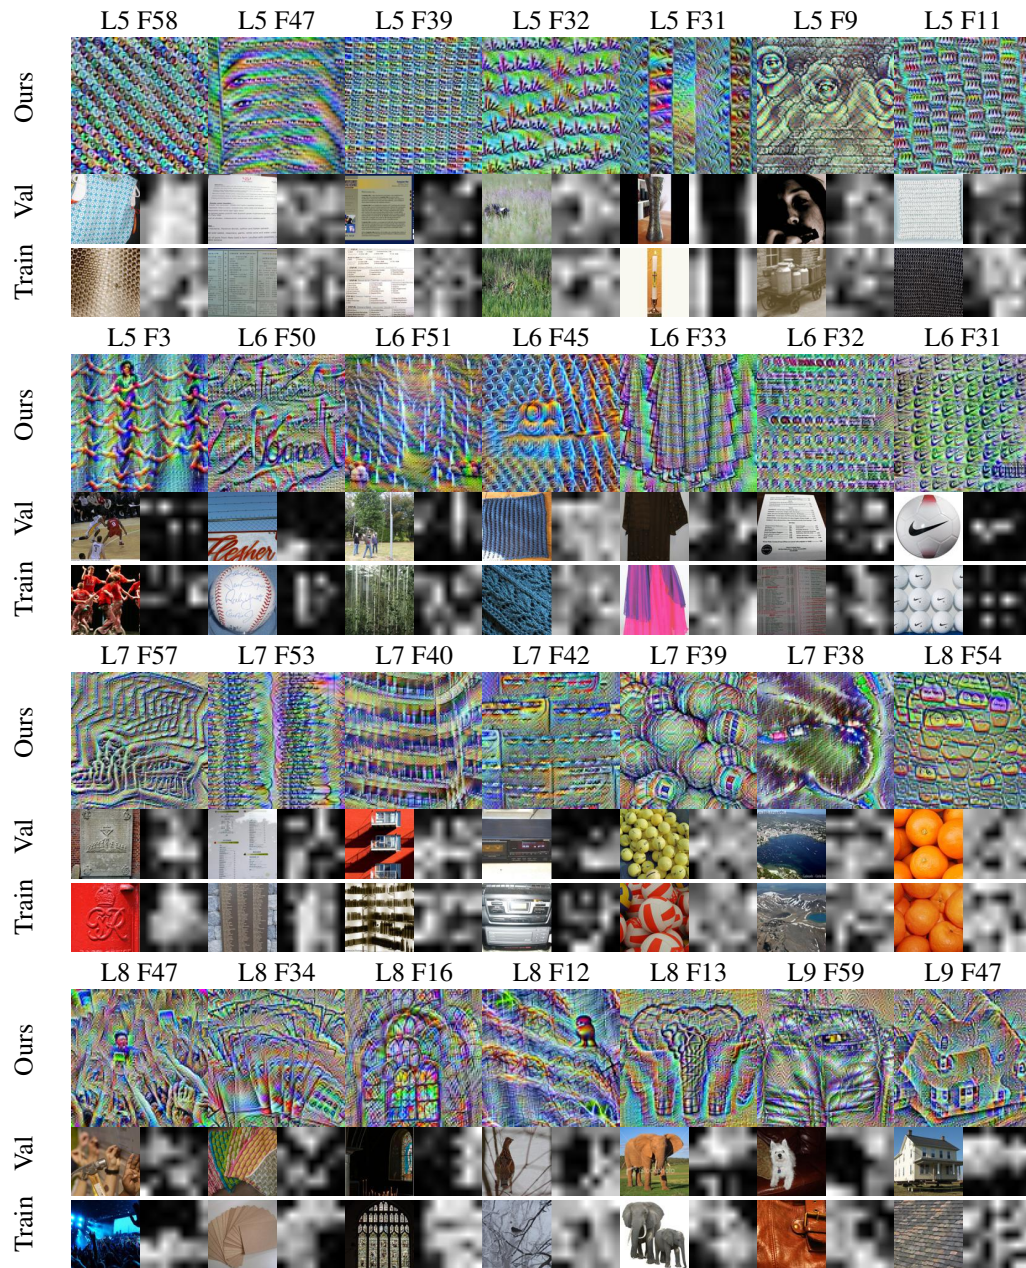 L5 F58 L5 F47 L5 F39 L5 F32 L5 F31 L5 F9 L5 F11
Ours
Val
Train
L5 F3 L6 F50 L6 F51 L6 F45 L6 F33 L6 F32 L6 F31
Ours
Val
Flesher
Train
L7 F57 L7 F53 L7 F40 L7 F42 L7 F39 L7 F38 L8 F54
Ours
Val
Train
L8 F47 L8 F34 L8 F16 L8 F12 L8 F13 L9 F59 L9 F47
Ours
Val
Train